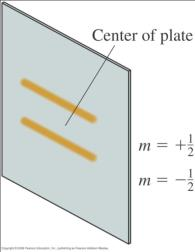 Center of plate
m = +1/2
m = −1/2